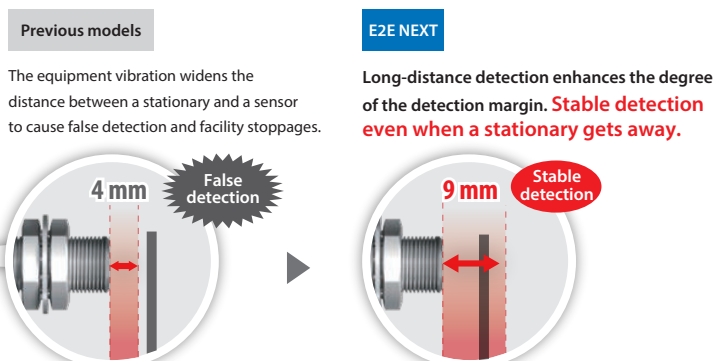 Previous models
The equipment vibration widens the
distance between a stationary and a sensor
to cause false detection and facility stoppages.
4 mm
False
detection
E2E NEXT
Long-distance detection enhances the degree
of the detection margin. Stable detection
even when a stationary gets away.
9 mm
Stable
detection